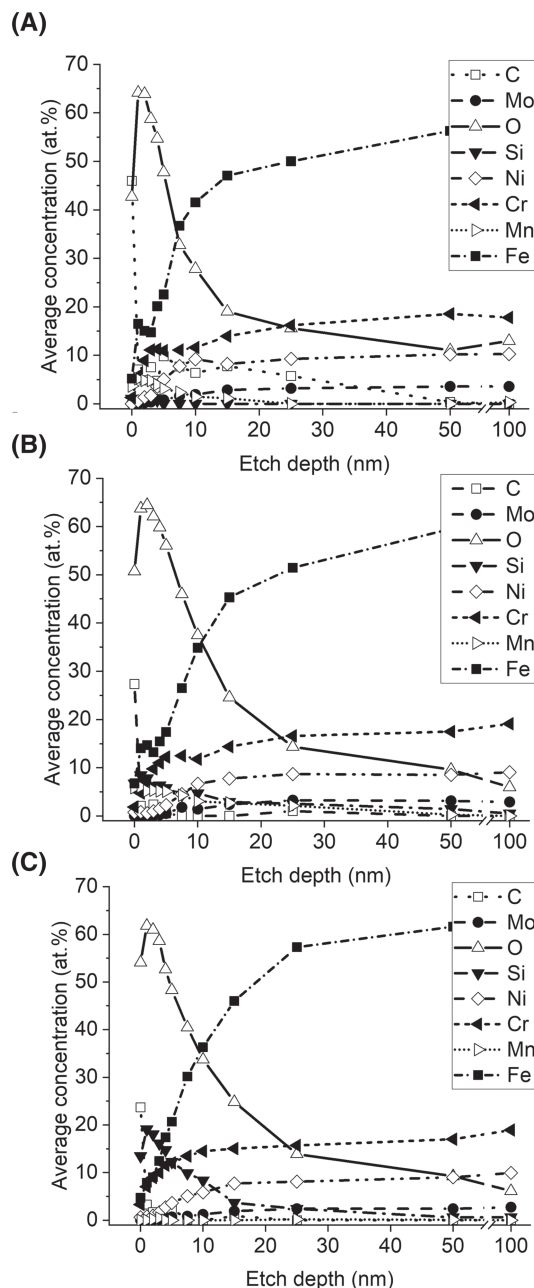 (A)
70
60
50
40
30
20
10
0
Average concentration (at.%)
C
Mo
O
Si
Ni
Cr
Mn
Fe
0 10 20 30 40 50 100
Etch depth (nm)
(B)
70
60
50
40
30
20
10
0
Average concentration (at.%)
C
Mo
O
Si
Ni
Cr
Mn
Fe
0 10 20 30 40 50 100
Etch depth (nm)
(C)
70
60
50
40
30
20
10
0
Average concentration (at.%)
C
Mo
O
Si
Ni
Cr
Mn
Fe
0 10 20 30 40 50 100
Etch depth (nm)